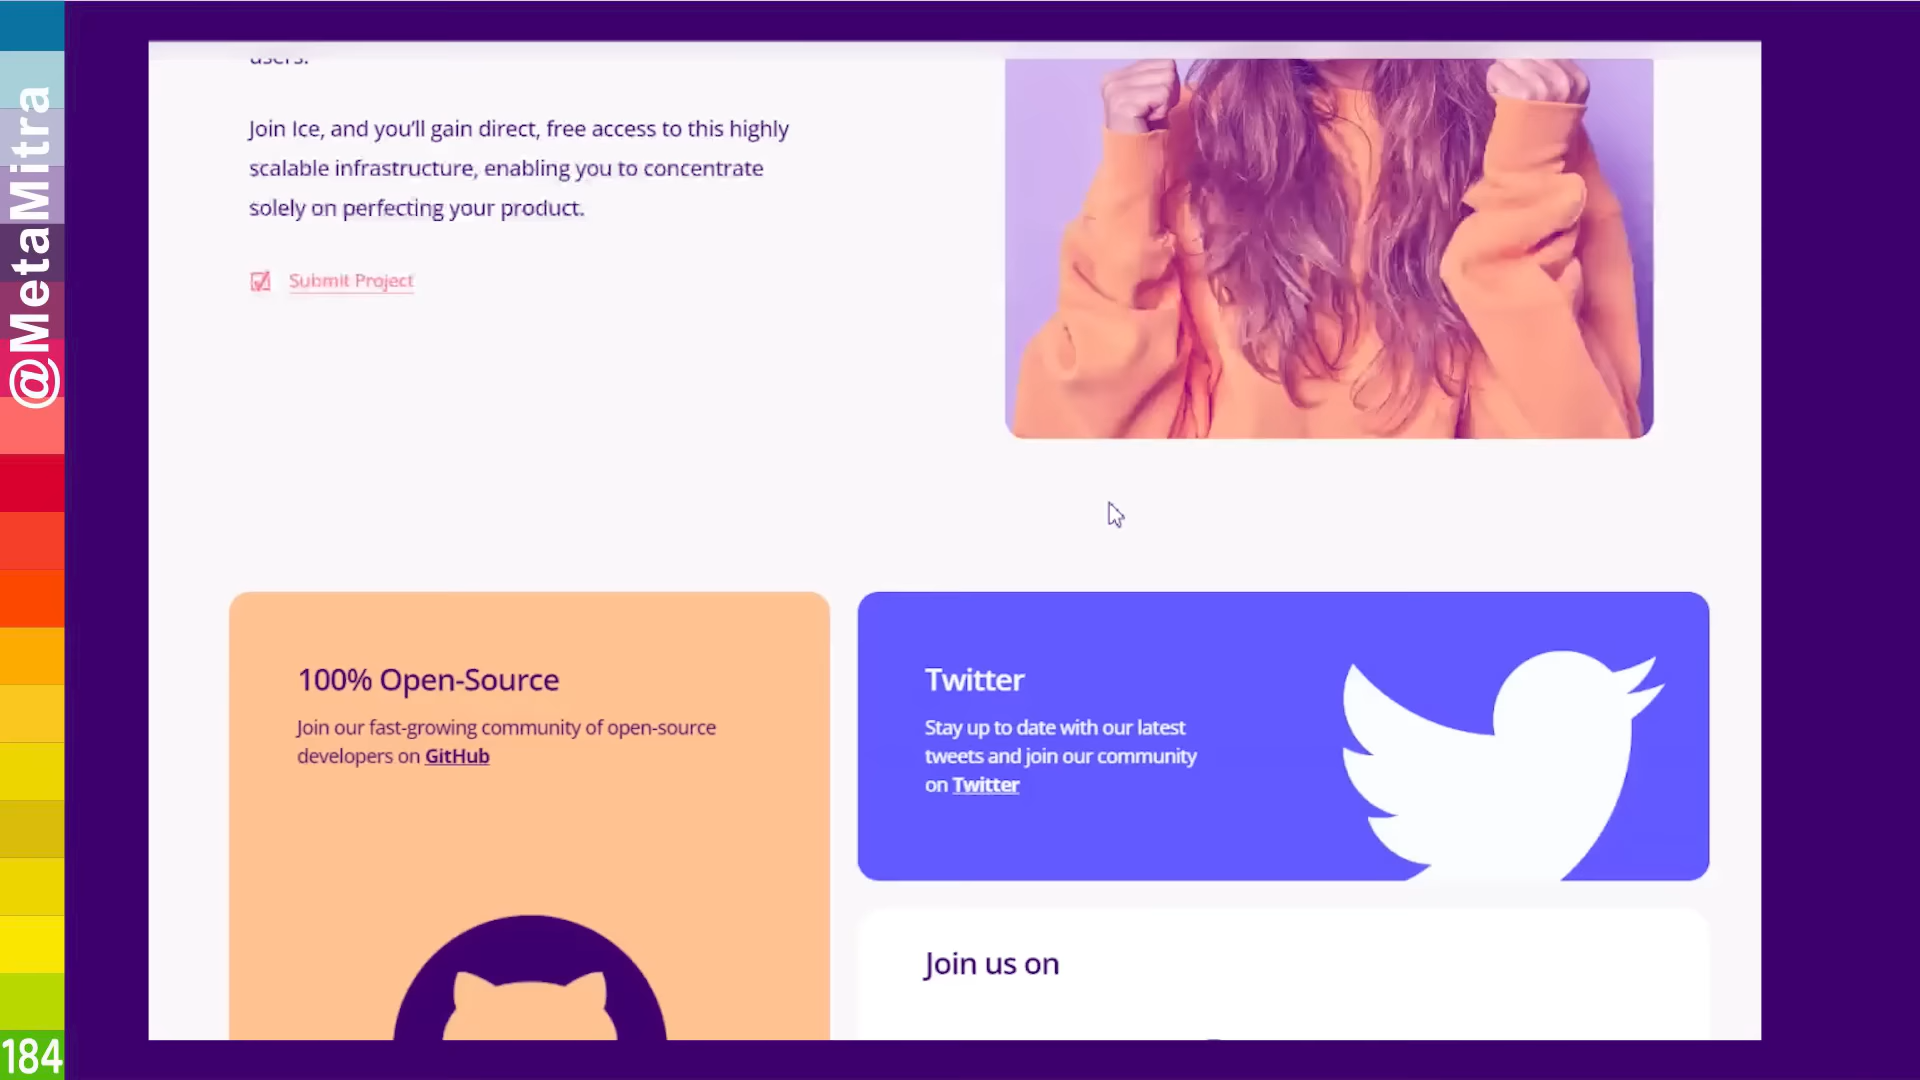 @MetaMitra
184
users.
Join Ice, and you'll gain direct, free access to this highly
scalable infrastructure, enabling you to concentrate
solely on perfecting your product.
Submit Project
100% Open-Source
Join our fast-growing community of open-source
developers on GitHub
Twitter
Stay up to date with our latest
tweets and join our community
on Twitter
Join us on